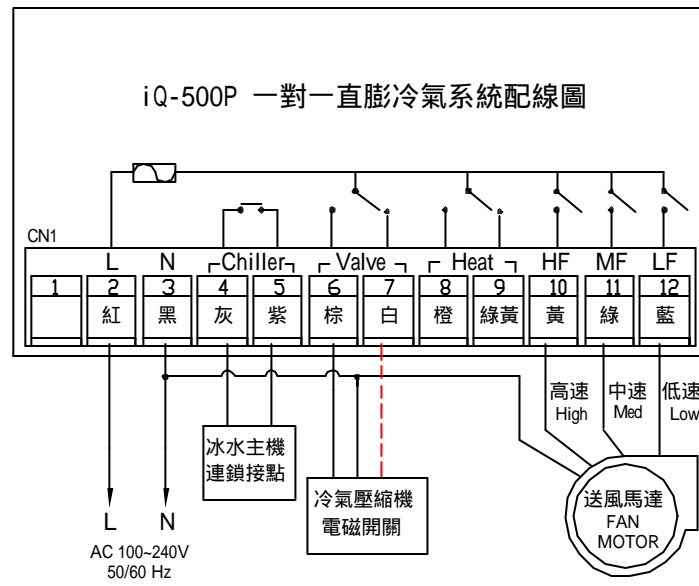 iQ-500P 一對一直膨冷氣系統配線圖
CN1
L N Chiller Valve Heat HF MF LF
1 2 3 4 5 6 7 8 9 10 11 12
紅 黑 灰 紫 棕 白 橙 綠黃 黃 綠 藍
高速 中速 低速
High Med Low
冰水主機
連鎖接點
冷氣壓縮機
電磁開關
送風馬達
FAN
MOTOR
L N
AC 100~240V
50/60 Hz